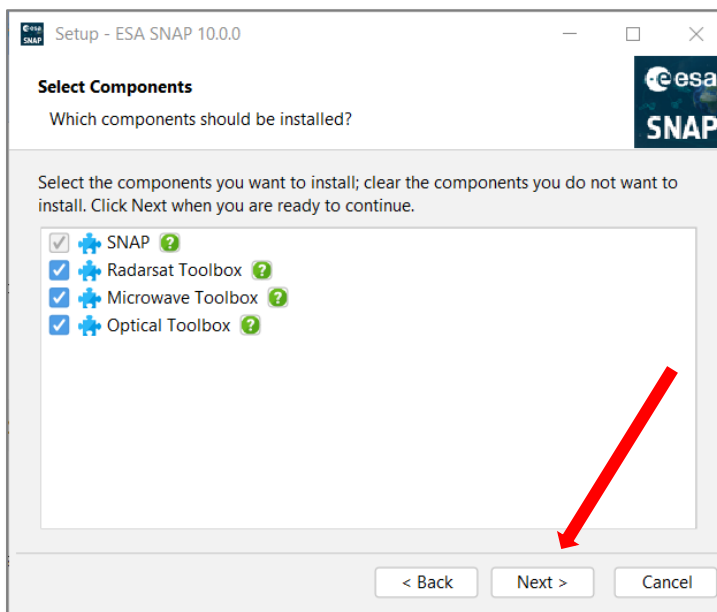 Setup - ESA SNAP 10.0.0
esa
SNAP
Select Components
Which components should be installed?
esa
SNAP
Select the components you want to install; clear the components you do not want to
install. Click Next when you are ready to continue.
SNAP ?
Radarsat Toolbox ?
Microwave Toolbox ?
Optical Toolbox ?
< Back Next > Cancel